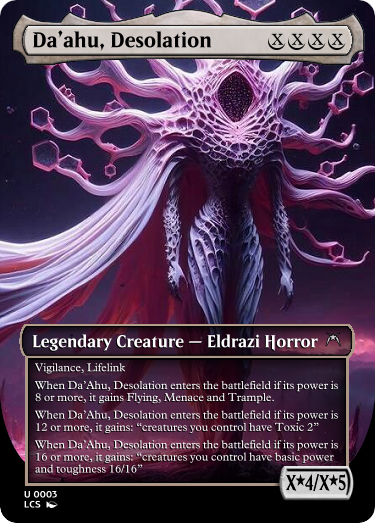 Da'ahu, Desolation X X X X
Legendary Creature — Eldrazi Horror
Vigilance, Lifelink
When Da'Ahu, Desolation enters the battlefield if its power is
8 or more, it gains Flying, Menace and Trample.
When Da'Ahu, Desolation enters the battlefield if its power is
12 or more, it gains: “creatures you control have Toxic 2”
When Da'Ahu, Desolation enters the battlefield if its power is
16 or more, it gains: “creatures you control have basic power
and toughness 16/16”
X★4/X★5
U 0003
LCS